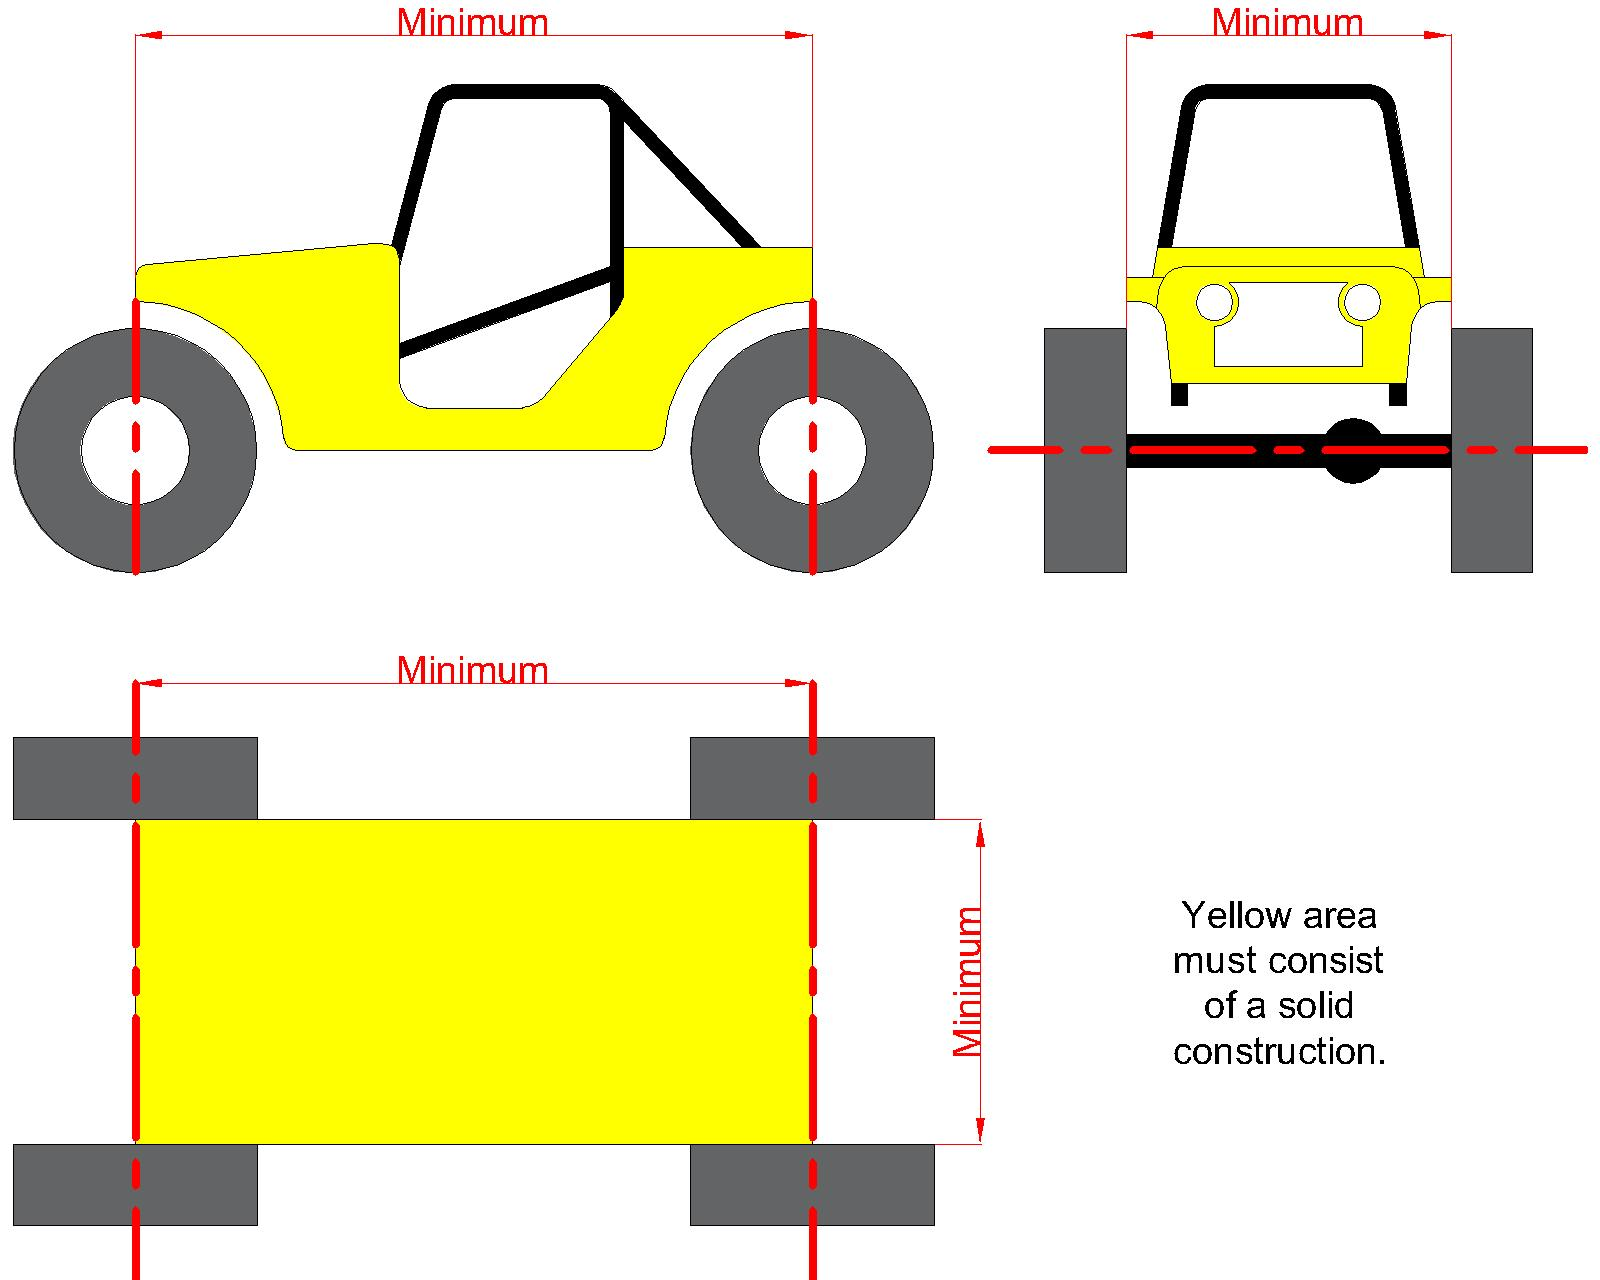 Minimum
Minimum
Minimum
Minimum
Yellow area
must consist
of a solid
construction.